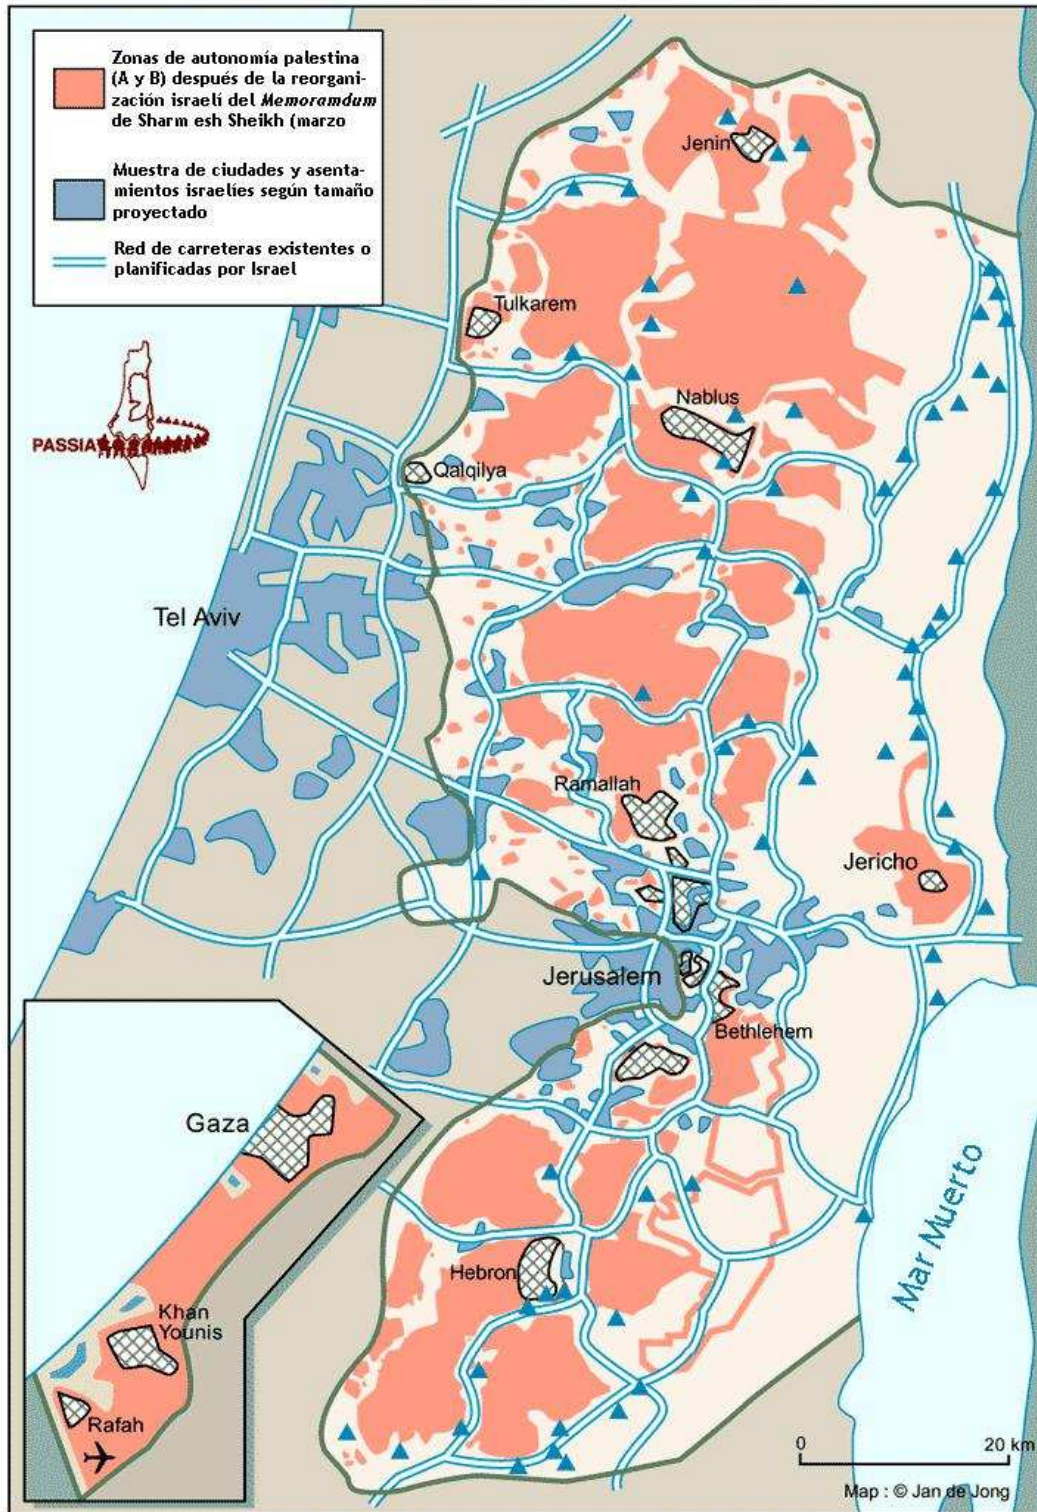 Zonas de autonomía palestina
(A y B) después de la reorgani-
zación israelí del Memoramdum
de Sharm esh Sheikh (marzo
Muestra de ciudades y asenta-
mientos israelíes según tamaño
proyectado
Red de carreteras existentes o
planificadas por Israel
Jenin
Tulkarem
Nablus
PASSIA
Qalqilya
Tel Aviv
Ramallah
Jericho
Jerusalem
Bethlehem
Gaza
Hebron
Mar Muerto
Khan
Younis
Rafah
0 20 km
Map : © Jan de Jong